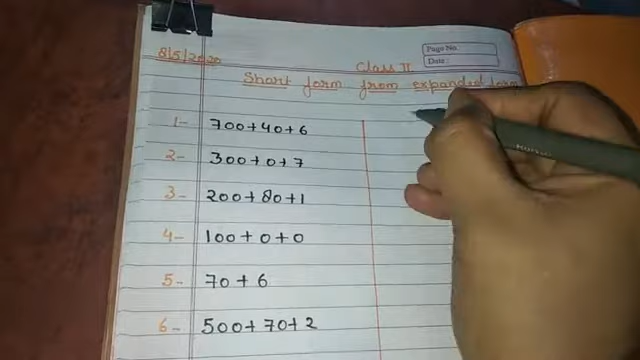 Page No.
Date:
8/5/2020
Class II
Short form from expanded form
1- 700+40+6
2- 300+0+7
3- 200+80+1
4- 100+0+0
5- 70+6
6- 500+70+2